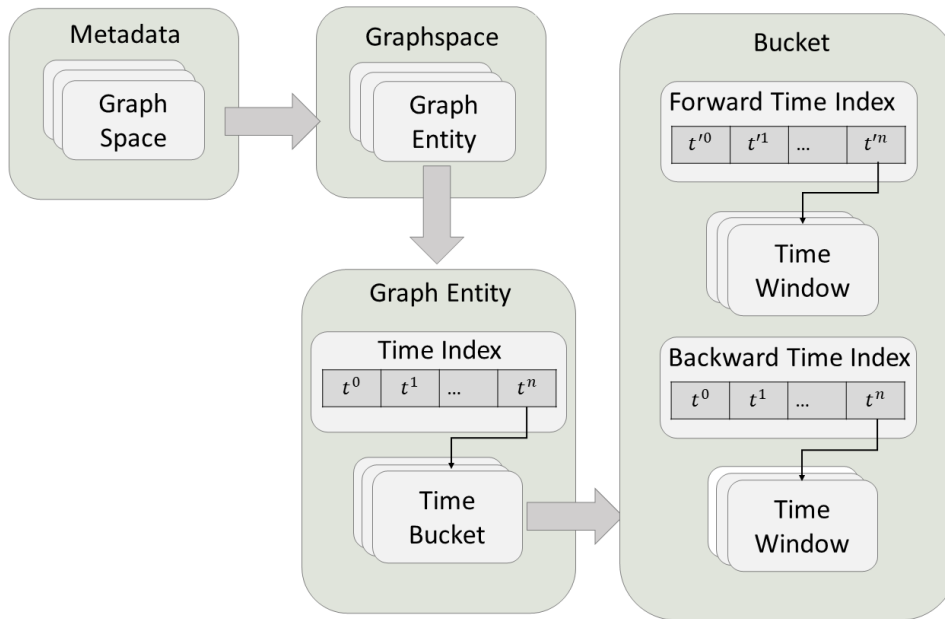 Metadata
Graph
Space
Graphspace
Graph
Entity
Graph Entity
Time Index
t⁰ t¹ ... tⁿ
Time
Bucket
Bucket
Forward Time Index
t′⁰ t′¹ ... t′ⁿ
Time
Window
Backward Time Index
t⁰ t¹ ... tⁿ
Time
Window